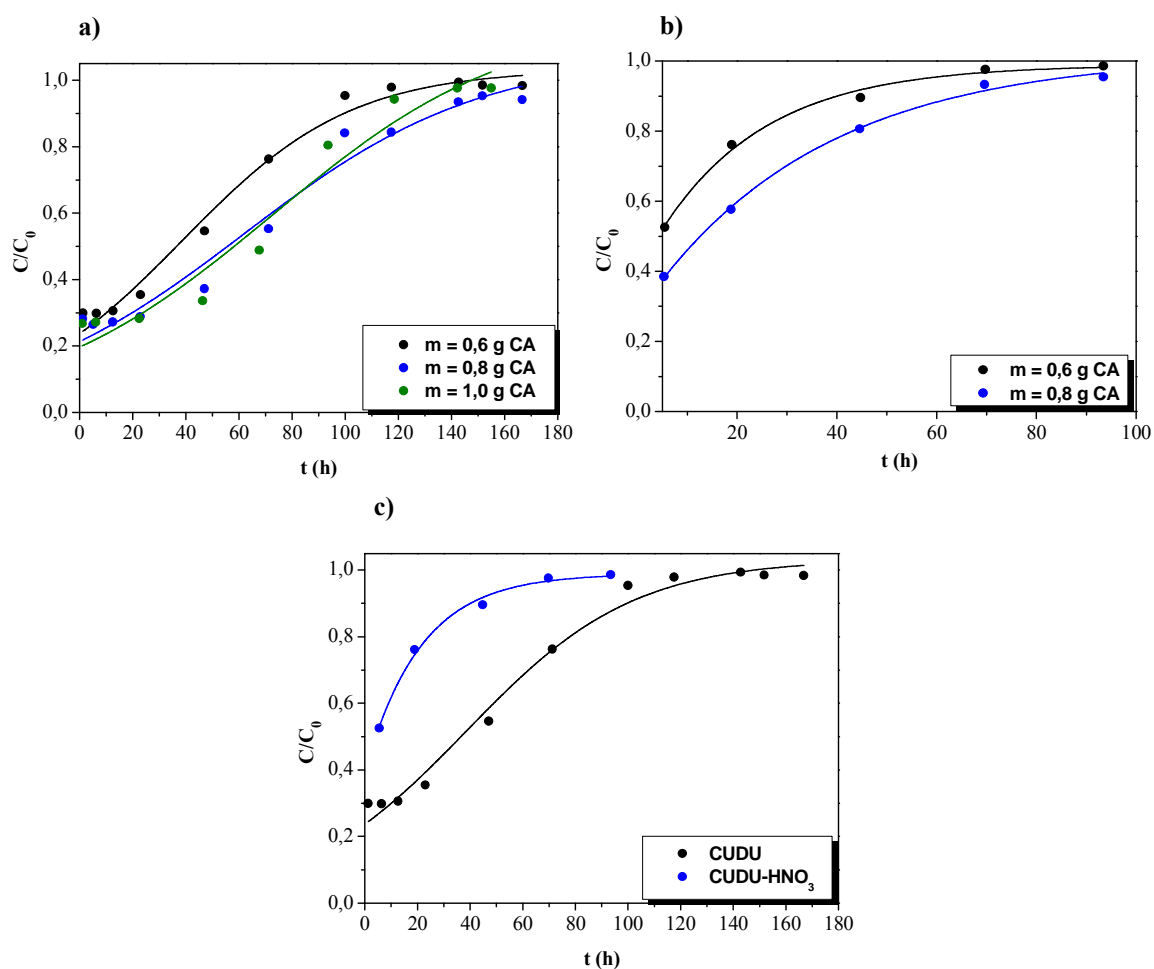 a)
C/C0
1,0
0,8
0,6
0,4
0,2
0,0
m = 0,6 g CA
m = 0,8 g CA
m = 1,0 g CA
0 20 40 60 80 100 120 140 160 180
t (h)
b)
C/C0
1,0
0,8
0,6
0,4
0,2
0,0
m = 0,6 g CA
m = 0,8 g CA
20 40 60 80 100
t (h)
c)
C/C0
1,0
0,8
0,6
0,4
0,2
0,0
CUDU
CUDU-HNO3
0 20 40 60 80 100 120 140 160 180
t (h)